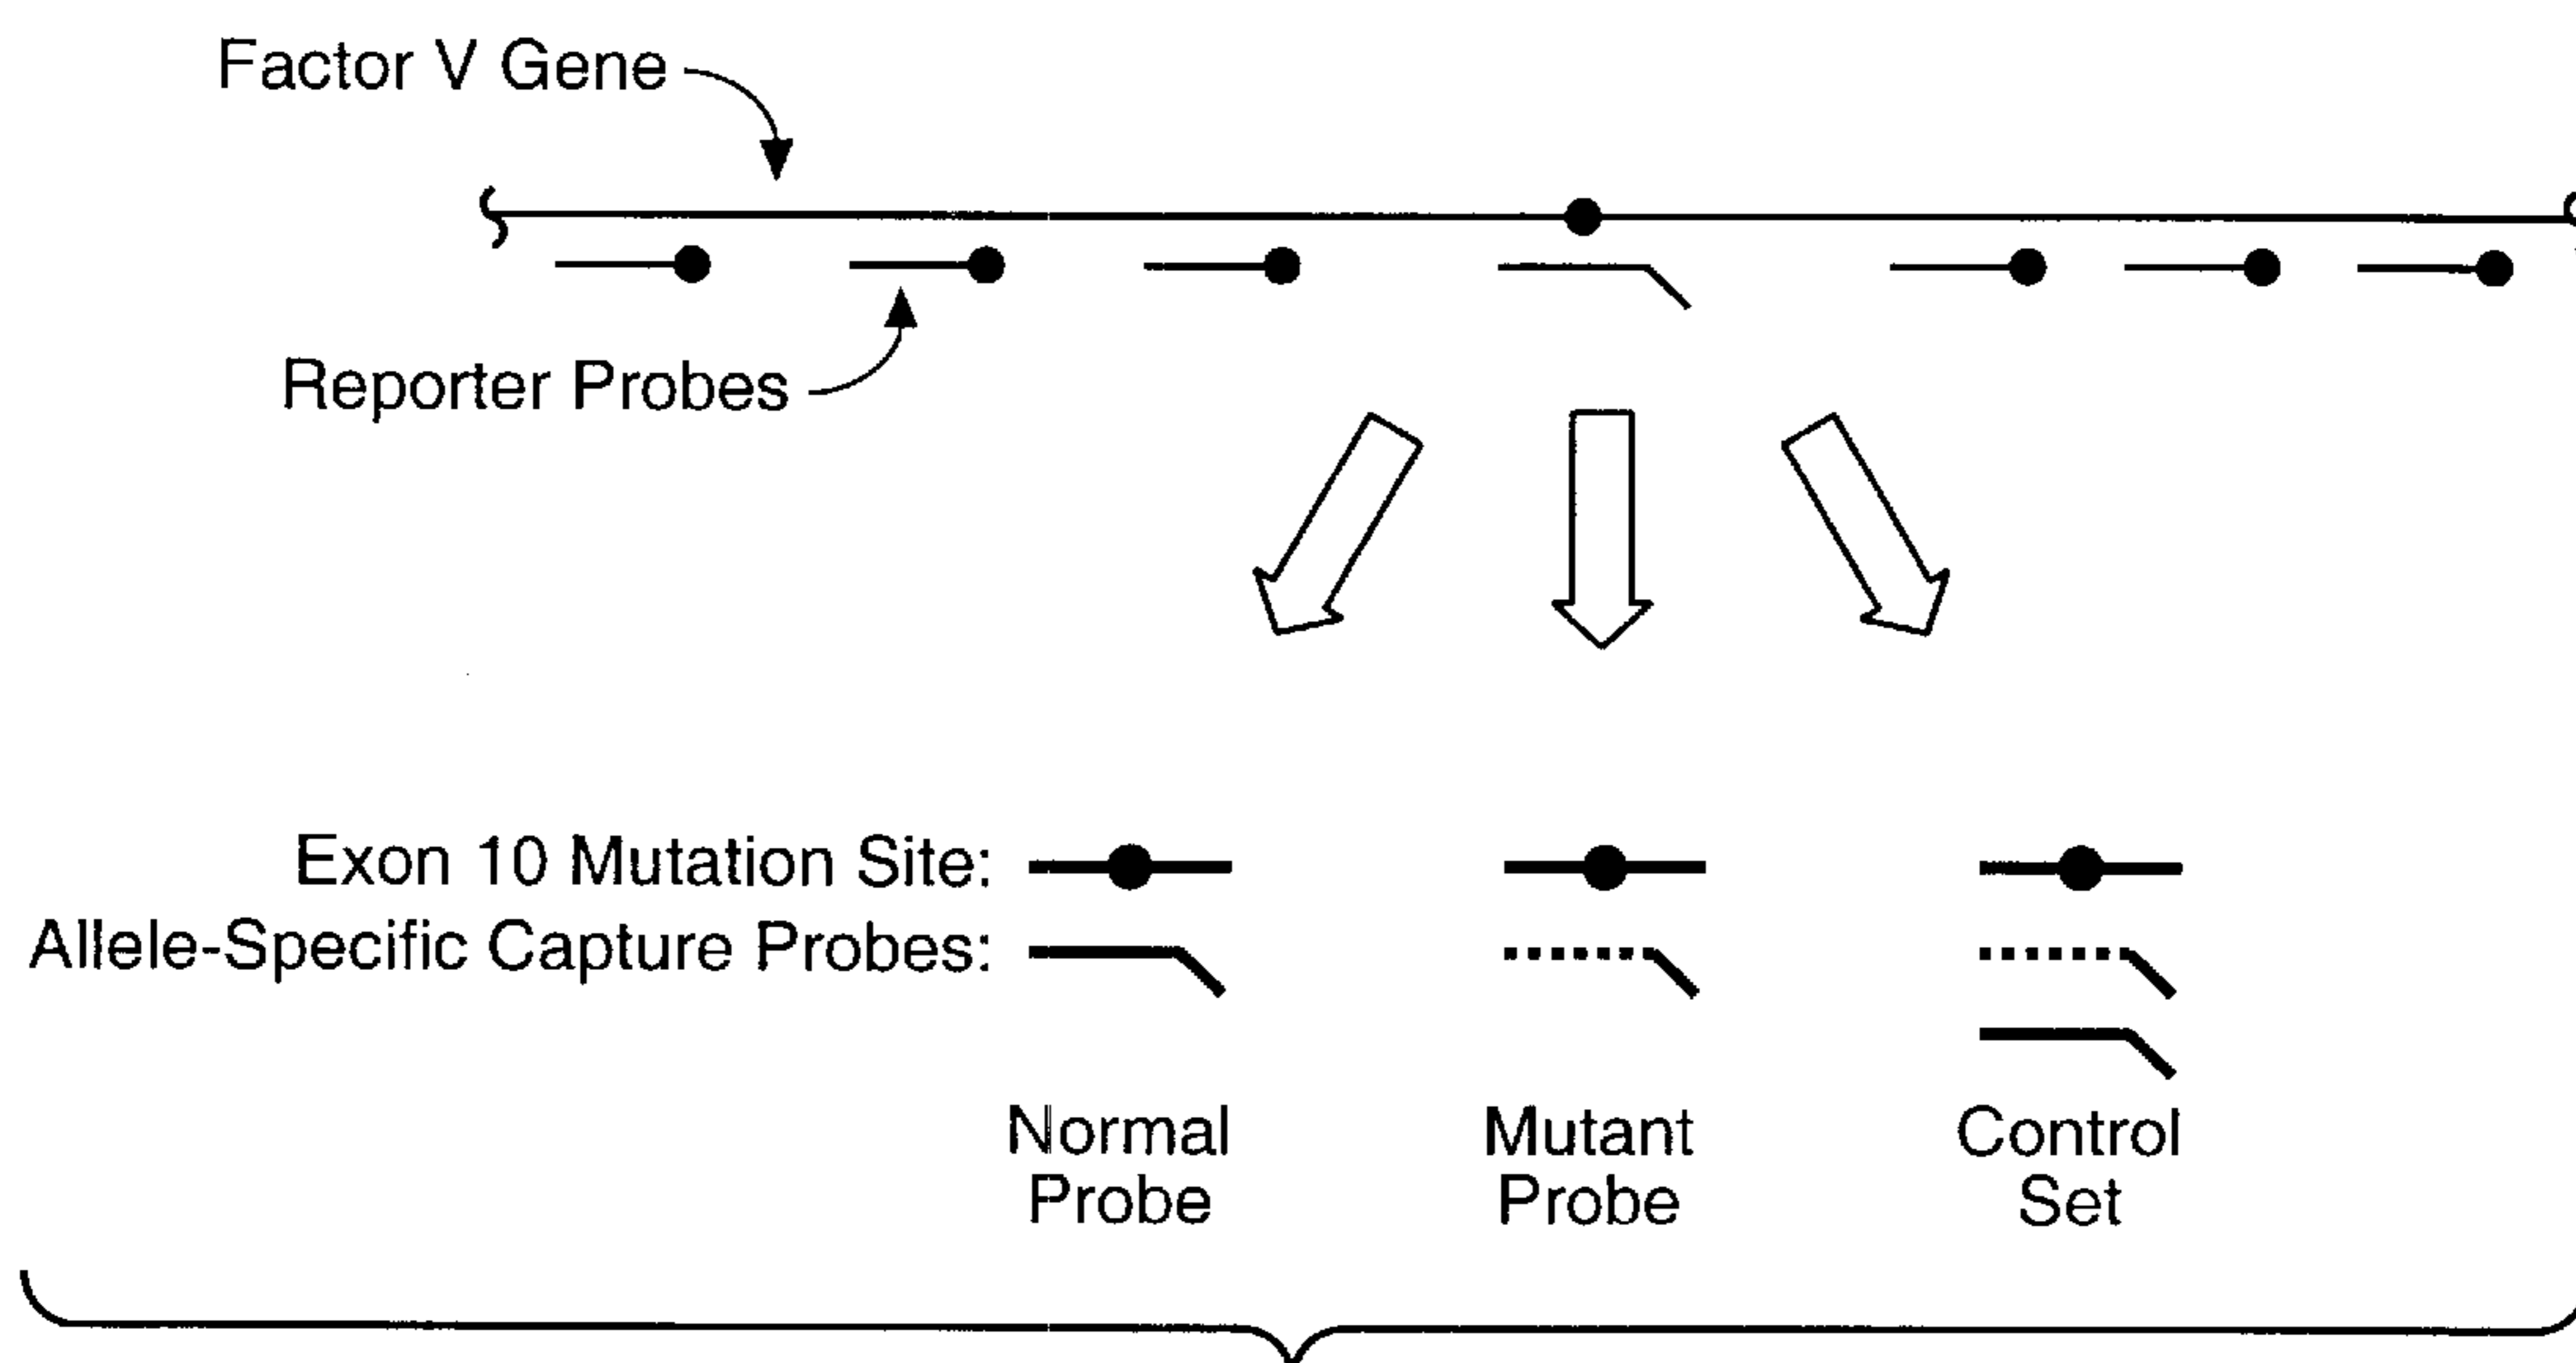 Factor V Gene
Reporter Probes
Exon 10 Mutation Site:
Allele-Specific Capture Probes:
Normal
Probe
Mutant
Probe
Control
Set